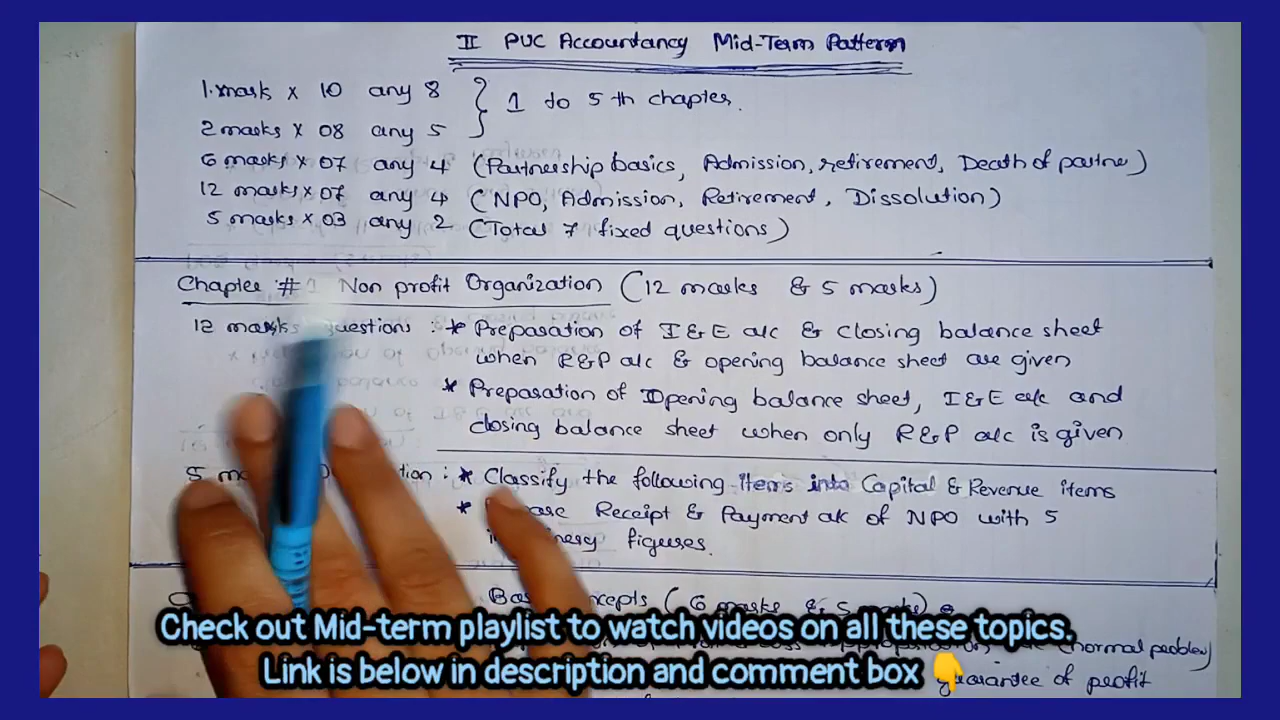 II PUC Accountancy Mid-Term Pattern
1 mark x 10 any 8
2 marks x 08 any 5
} 1 to 5 th chapter.
6 marks x 07 any 4 (Partnership basics, Admission, retirement, Death of partner)
12 marks x 07 any 4 (NPO, Admission, Retirement, Dissolution)
5 marks x 03 any 2 (Total 7 fixed questions)
Chapter #1 Non profit Organization (12 marks & 5 marks)
12 marks questions : * Preparation of I&E a/c & closing balance sheet
when R&P a/c & opening balance sheet are given
* Preparation of Opening balance sheet, I&E a/c and
closing balance sheet when only R&P a/c is given
5 : * Classify the following items into Capital & Revenue items
* Receipt & Payment a/c of NPO with 5
figures.
(6 marks & 5 marks)
(normal problem)
guarantee of profit
Check out Mid-term playlist to watch videos on all these topics.
Link is below in description and comment box 👇